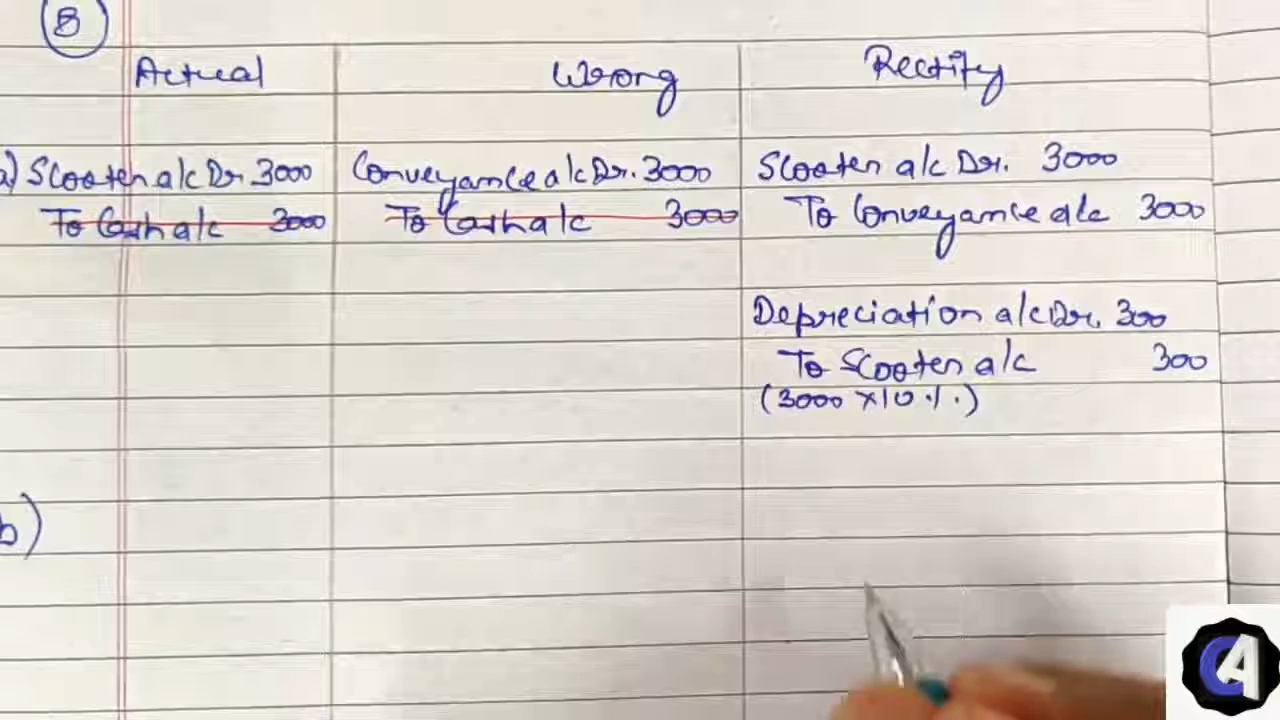 8
Actual Wrong Rectify
a) Scooter a/c Dr 3000 Conveyance a/c Dr. 3000 Scooter a/c Dr. 3000
To Cash a/c 3000 To Cash a/c 3000 To Conveyance a/c 3000
Depreciation a/c Dr. 300
To Scooter a/c 300
(3000 × 10 %)
b)
CA